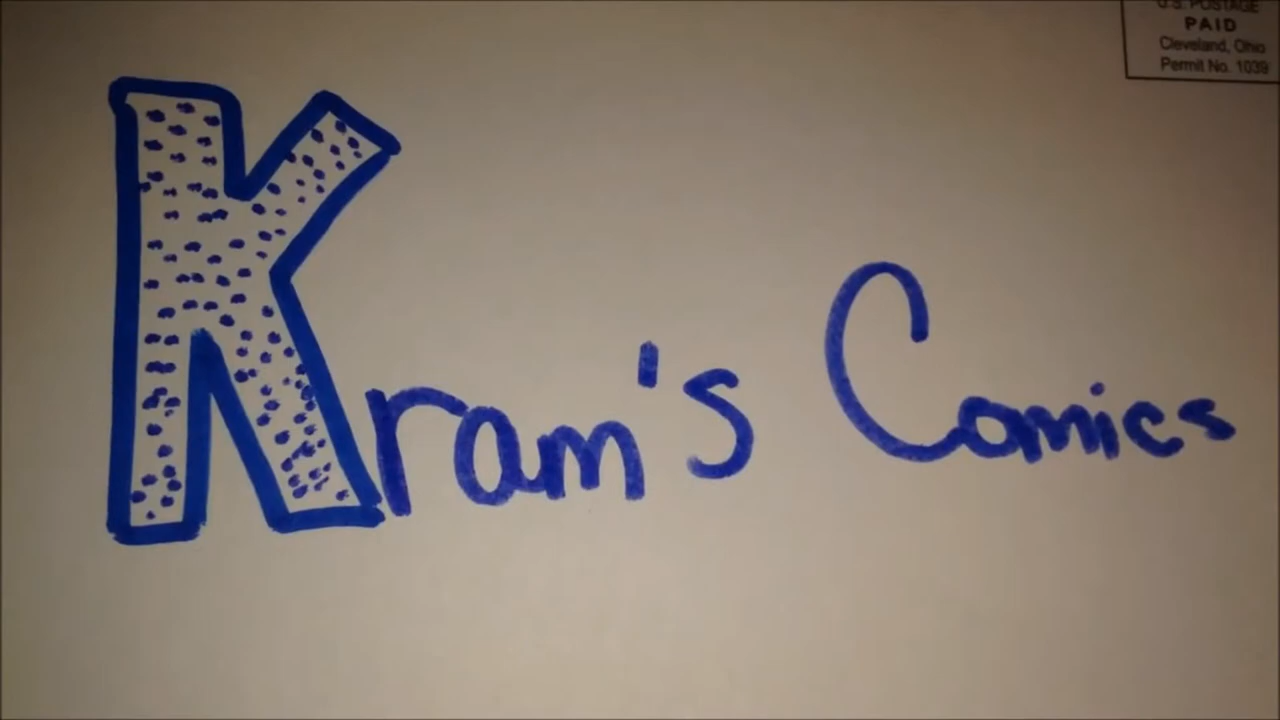 U.S. POSTAGE
PAID
Cleveland, Ohio
Permit No. 1039
Kram's Comics